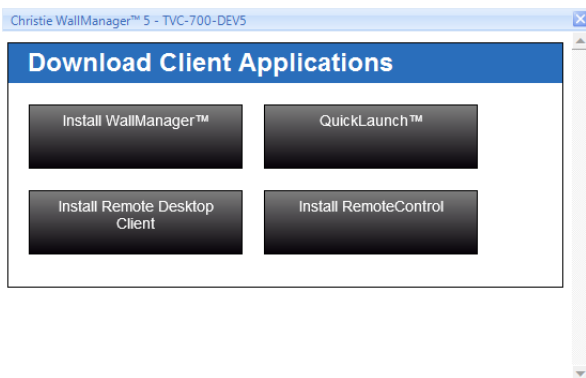 Christie WallManager™ 5 - TVC-700-DEV5
Download Client Applications
Install WallManager™
QuickLaunch™
Install Remote Desktop
Client
Install RemoteControl